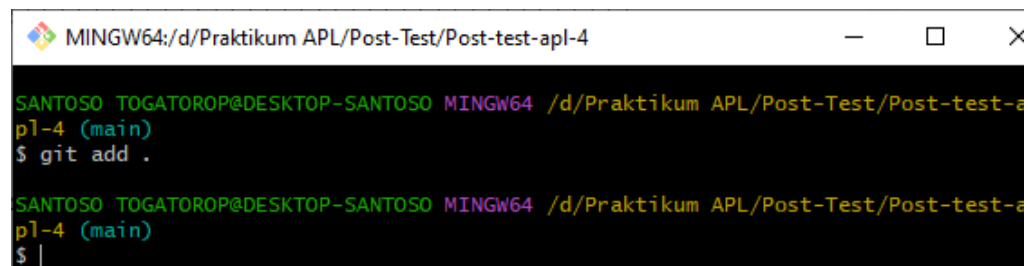 MINGW64:/d/Praktikum APL/Post-Test/Post-test-apl-4
SANTOSO TOGATOROP@DESKTOP-SANTOSO MINGW64 /d/Praktikum APL/Post-Test/Post-test-a
pl-4 (main)
$ git add .
SANTOSO TOGATOROP@DESKTOP-SANTOSO MINGW64 /d/Praktikum APL/Post-Test/Post-test-a
pl-4 (main)
$